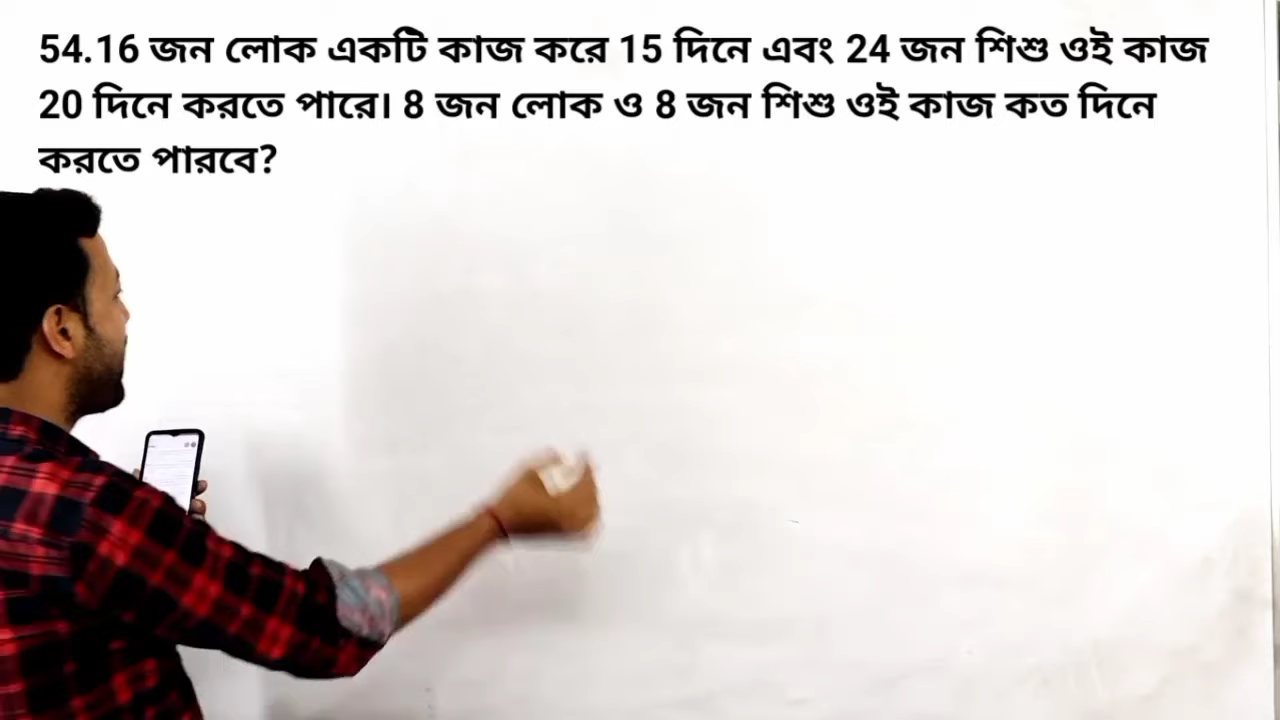 54.16 জন লোক একটি কাজ করে 15 দিনে এবং 24 জন শিশু ওই কাজ
20 দিনে করতে পারে। 8 জন লোক ও 8 জন শিশু ওই কাজ কত দিনে
করতে পারবে?